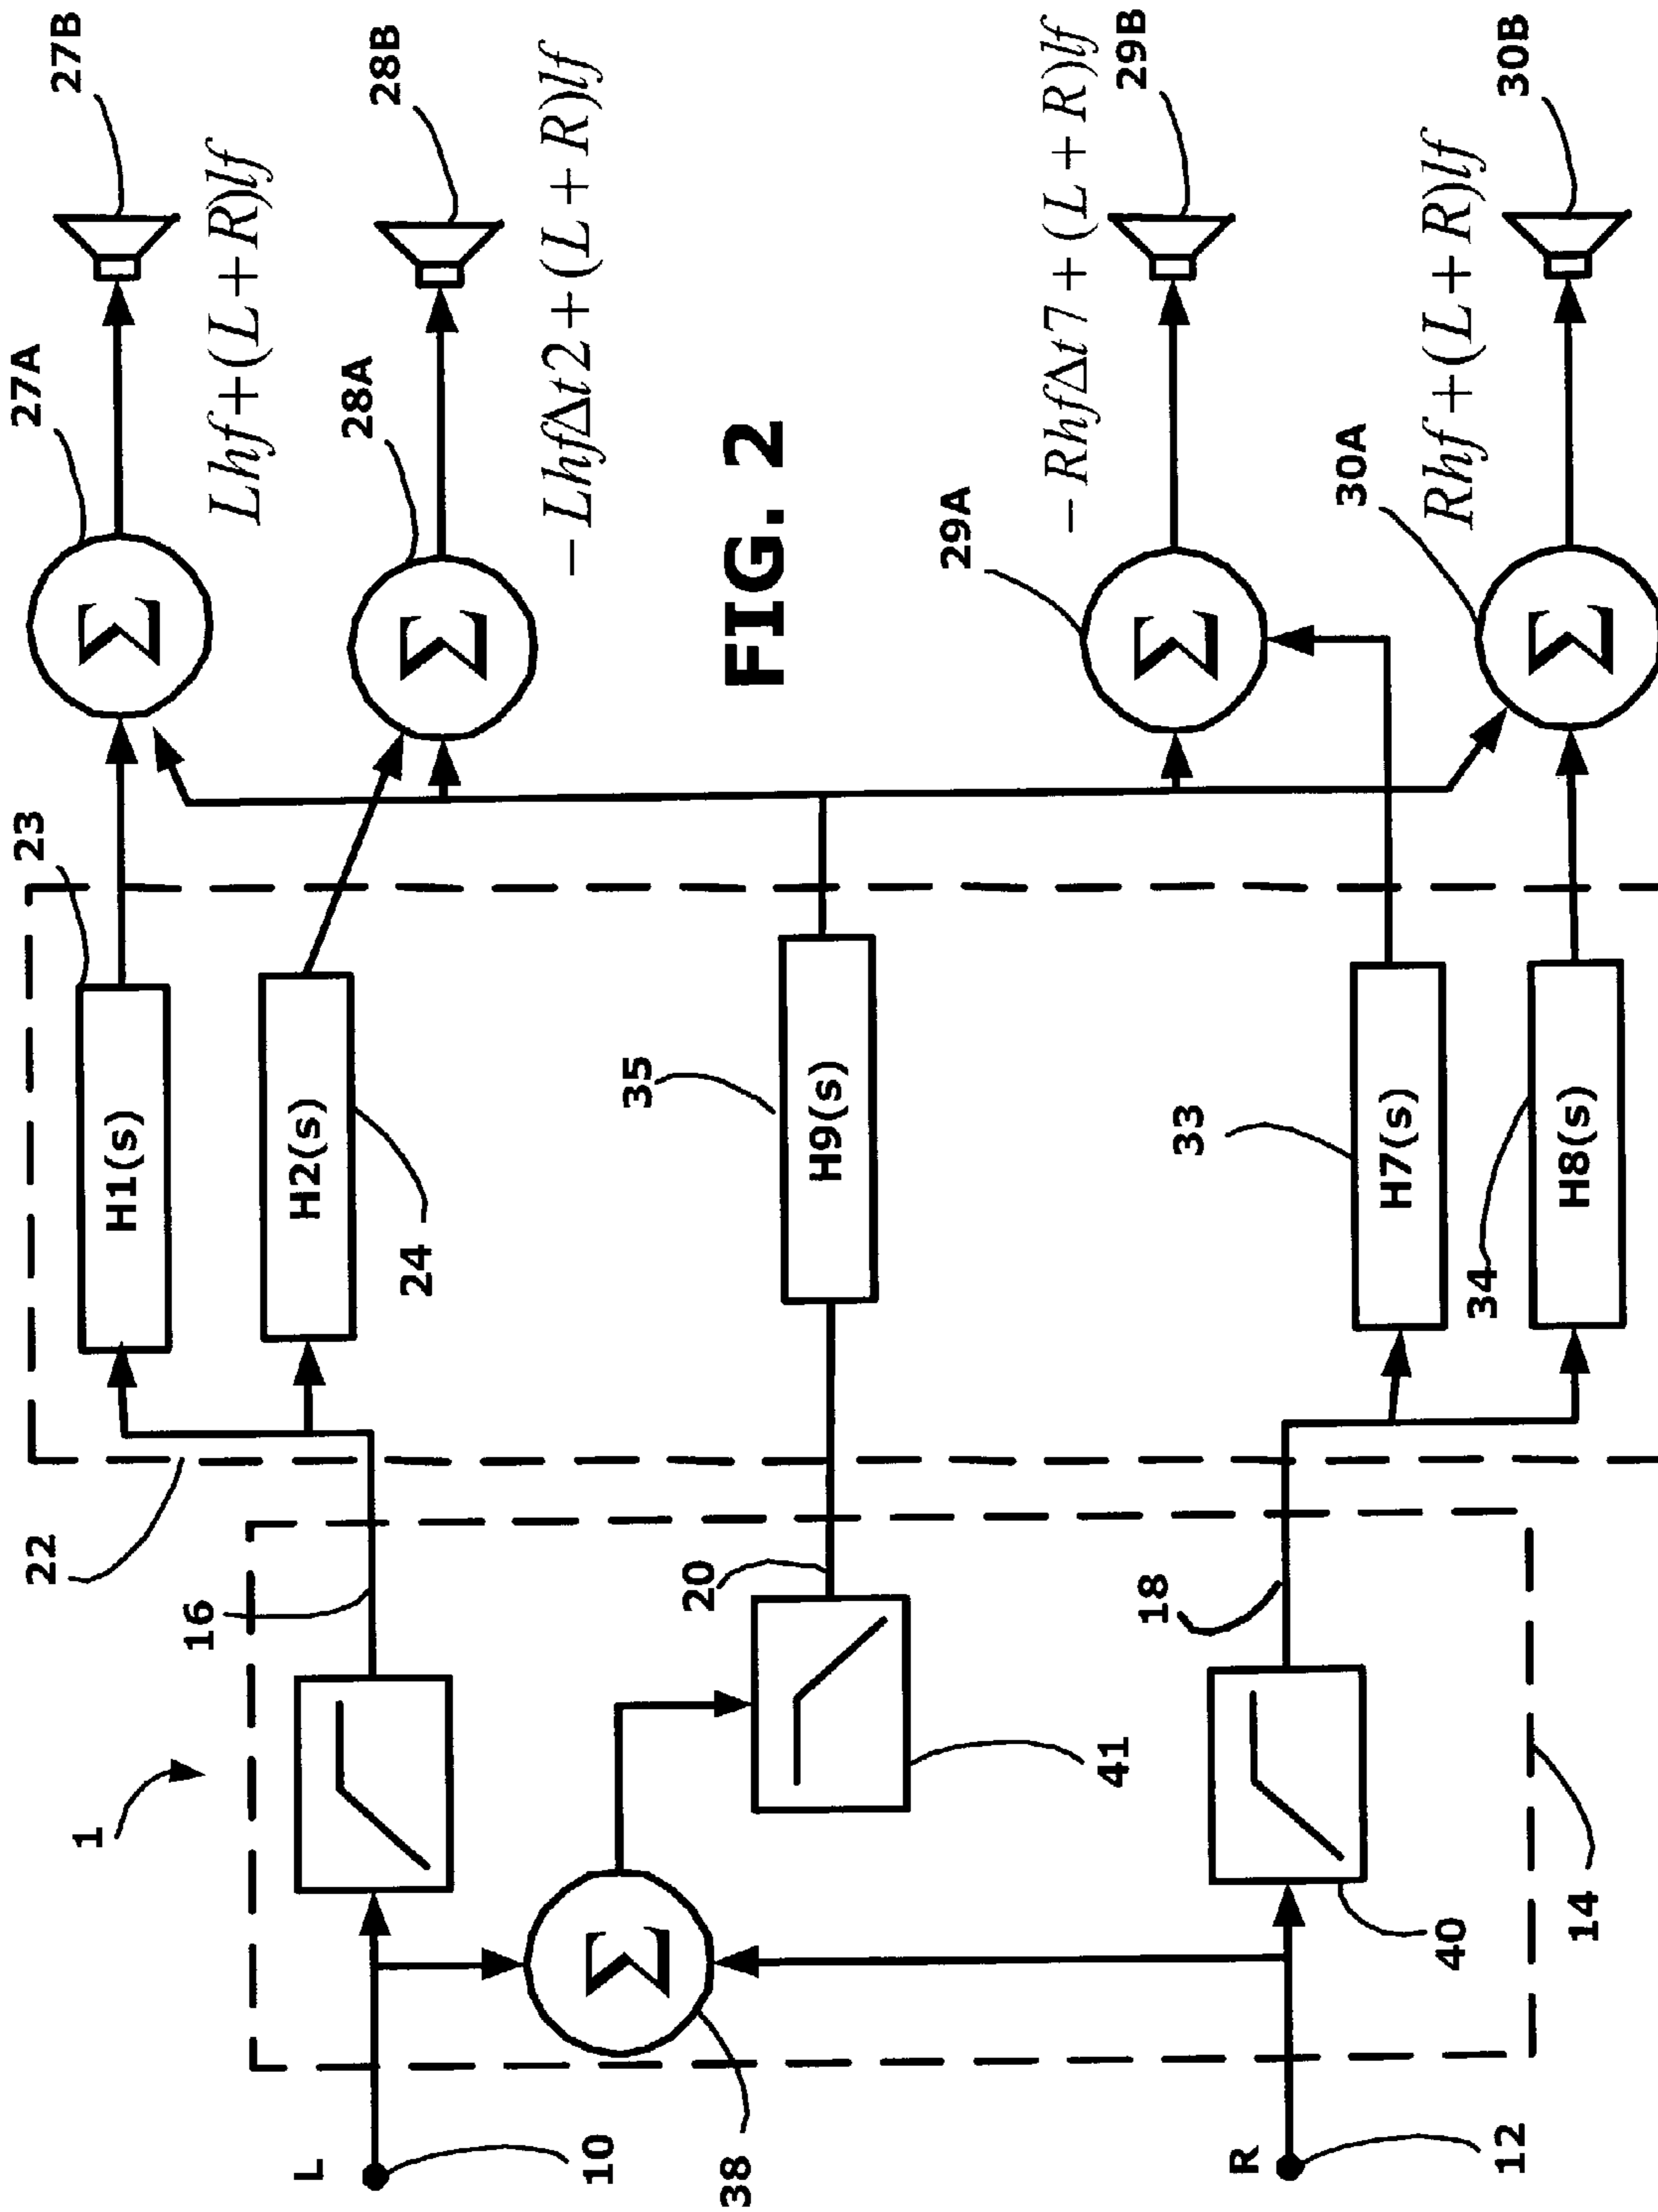 1
22
23
27A
27B
H1(s)
Σ
Lhf+(L+R)lf
16
24
28A
28B
H2(s)
Σ
−LhfΔt2+(L+R)lf
L
10
38
Σ
20
41
35
H9(s)
FIG. 2
33
29A
29B
H7(s)
Σ
−RhfΔt7+(L+R)lf
R
12
40
18
14
34
30A
30B
H8(s)
Σ
Rhf+(L+R)lf